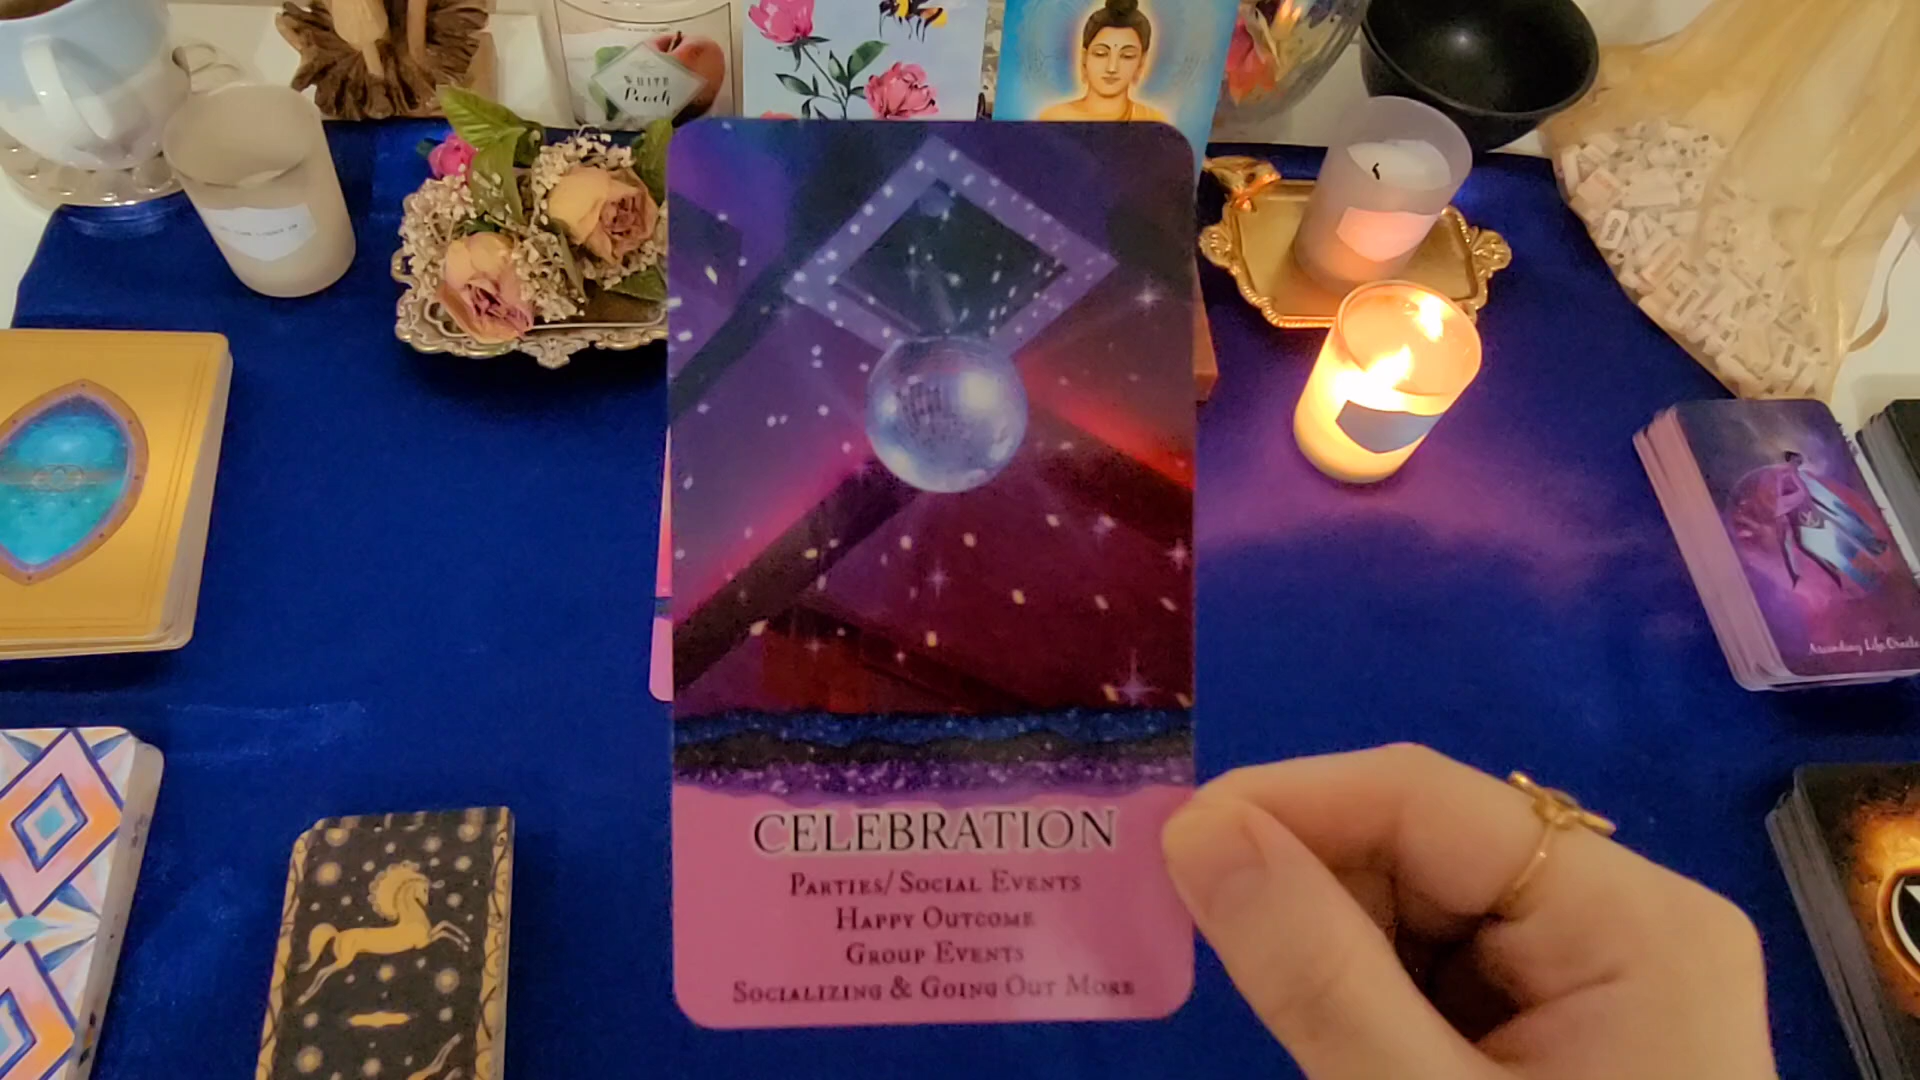 WHITE
Peach
CELEBRATION
PARTIES/SOCIAL EVENTS
HAPPY OUTCOME
GROUP EVENTS
SOCIALIZING & GOING OUT MORE
Ascending Life Oracle